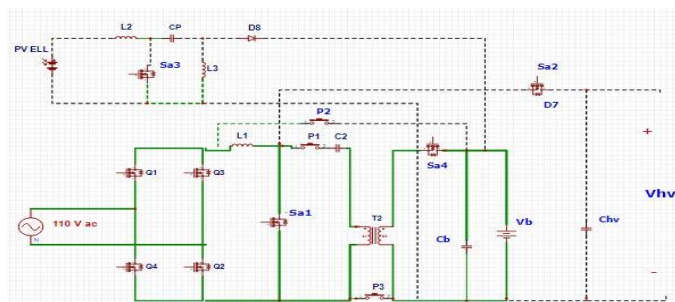 L2
CP
D8
PV ELL
Sa3
L3
Sa2
D7
P2
L1
P1
C2
Sa4
Q1
Q3
Vhv
+
110 V ac
Sa1
T2
Vb
Chv
Cb
N
Q4
Q2
P3
-